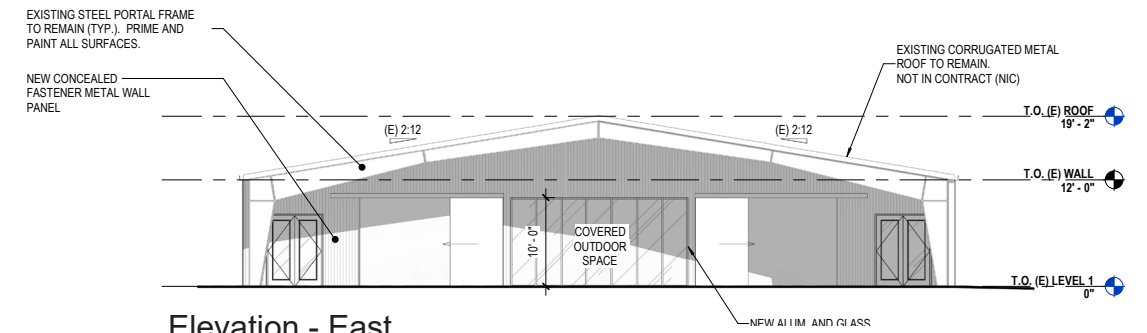 EXISTING STEEL PORTAL FRAME
TO REMAIN (TYP.). PRIME AND
PAINT ALL SURFACES.
NEW CONCEALED
FASTENER METAL WALL
PANEL
EXISTING CORRUGATED METAL
ROOF TO REMAIN.
NOT IN CONTRACT (NIC)
T.O. (E) ROOF
19' - 2"
(E) 2:12
(E) 2:12
T.O. (E) WALL
12' - 0"
10' - 0"
COVERED
OUTDOOR
SPACE
T.O. (E) LEVEL 1
0"
NEW ALUM. AND GLASS
Elevation - East